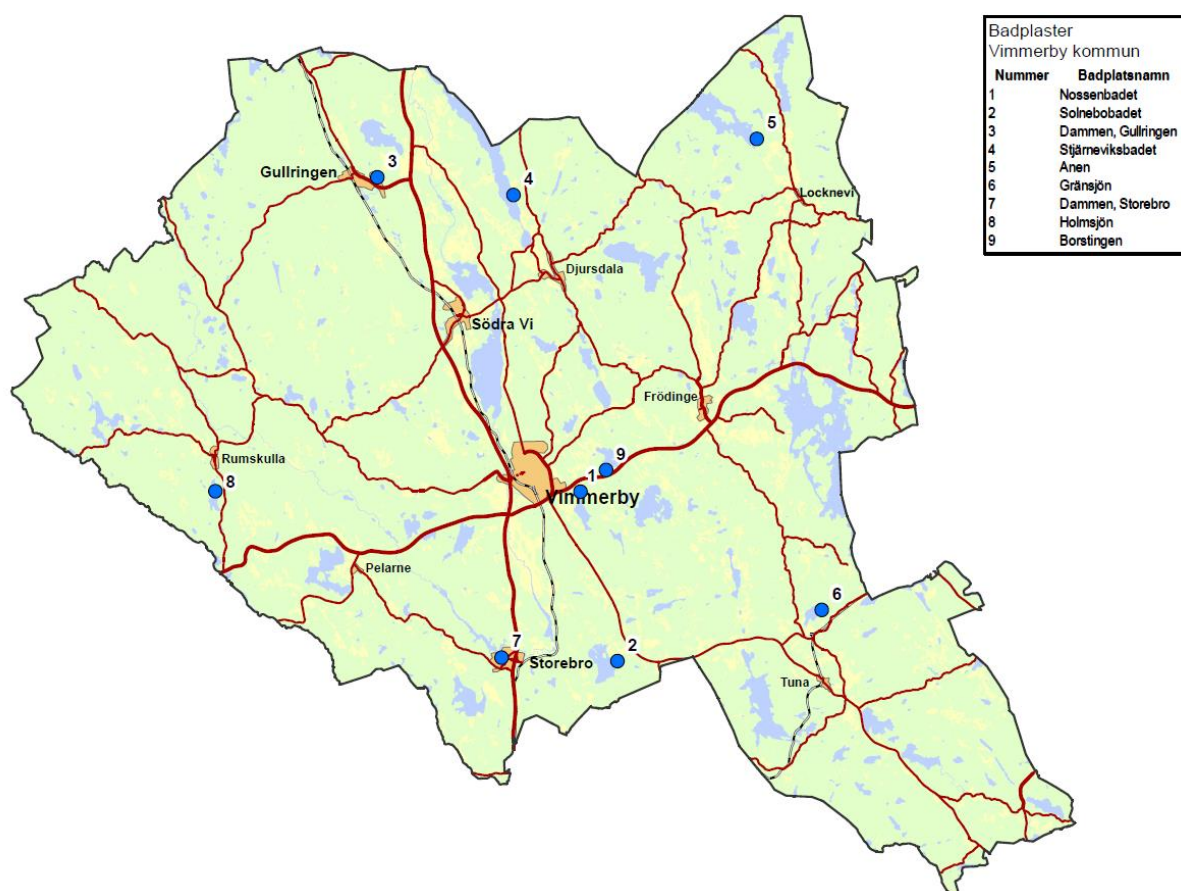 Badplaster
Vimmerby kommun
Nummer Badplatsnamn
1 Nossenbadet
2 Solnebobadet
3 Dammen, Gullringen
4 Stjärneviksbadet
5 Anen
6 Gränsjön
7 Dammen, Storebro
8 Holmsjön
9 Borstingen
5
3
Gullringen
4
Locknevi
Djursdala
Södra Vi
Frödinge
Rumskulla
9
8
1
Vimmerby
Pelarne
6
7
2
Storebro
Tuna